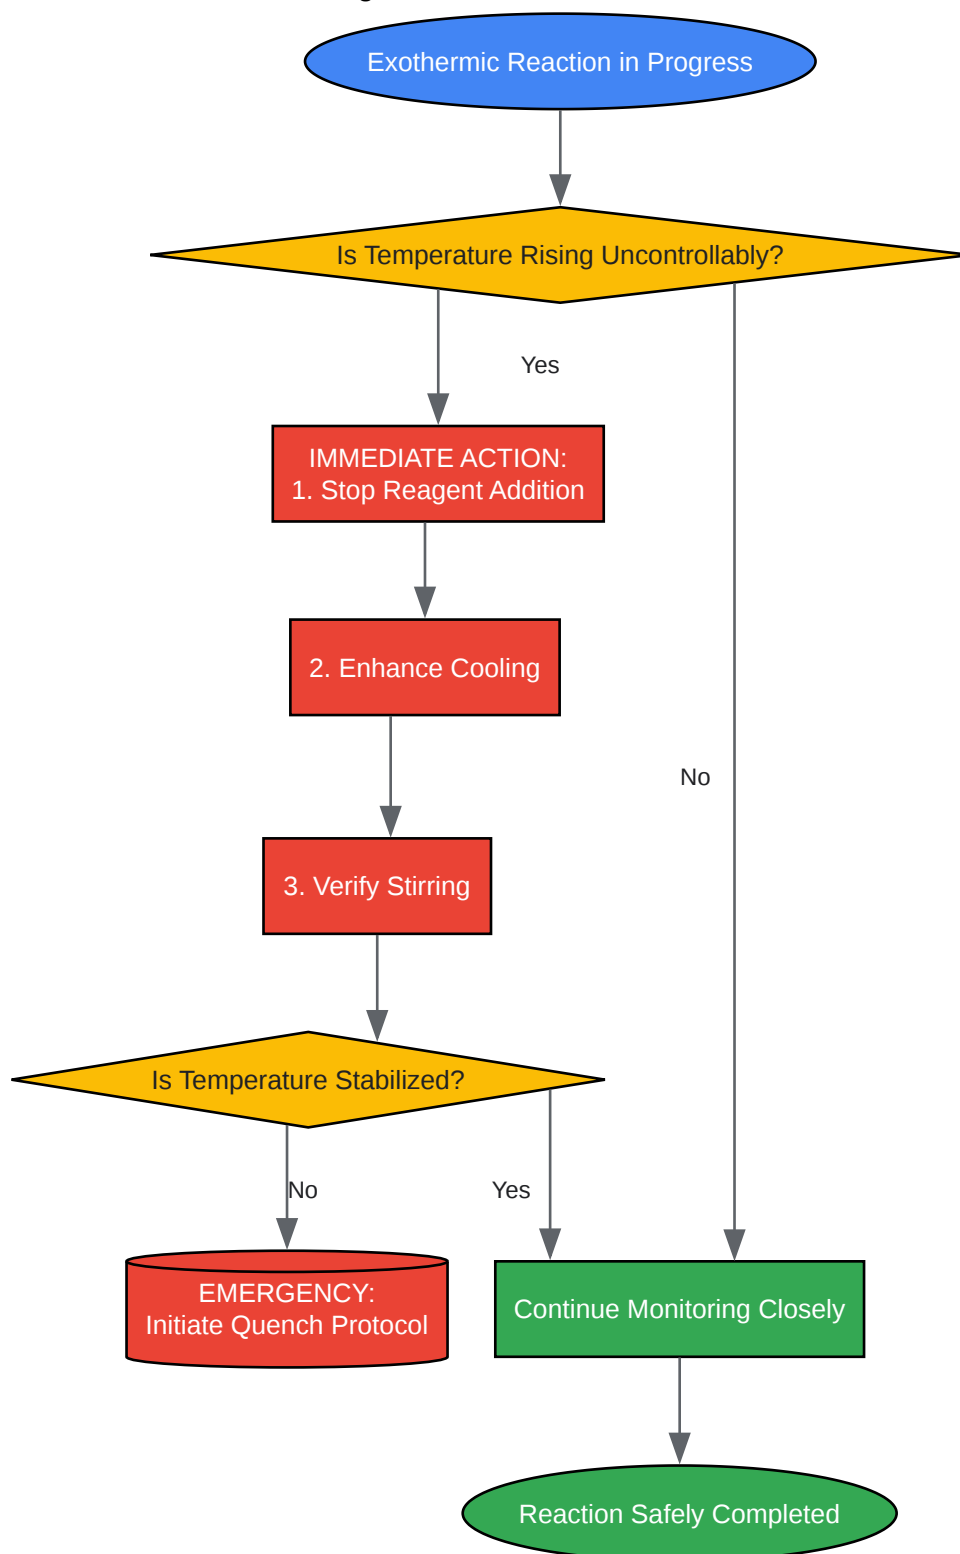 Exothermic Reaction in Progress
Is Temperature Rising Uncontrollably?
Yes
IMMEDIATE ACTION:
1. Stop Reagent Addition
2. Enhance Cooling
No
3. Verify Stirring
Is Temperature Stabilized?
No
Yes
EMERGENCY:
Initiate Quench Protocol
Continue Monitoring Closely
Reaction Safely Completed